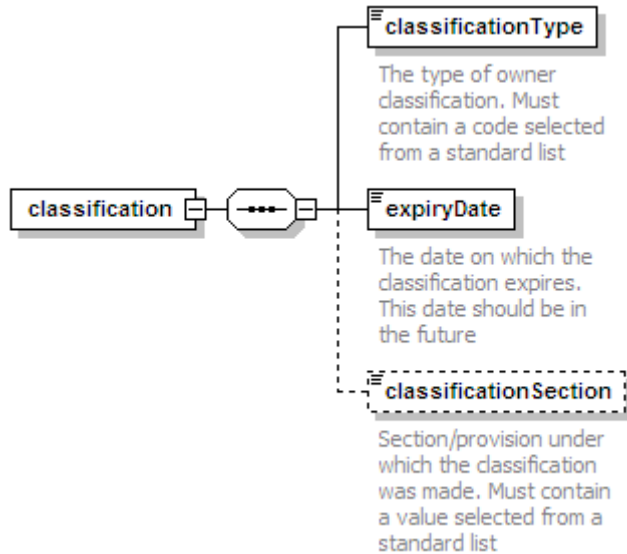 classificationType
The type of owner
classification. Must
contain a code selected
from a standard list
classification
expiryDate
The date on which the
classification expires.
This date should be in
the future
classificationSection
Section/provision under
which the classification
was made. Must contain
a value selected from a
standard list